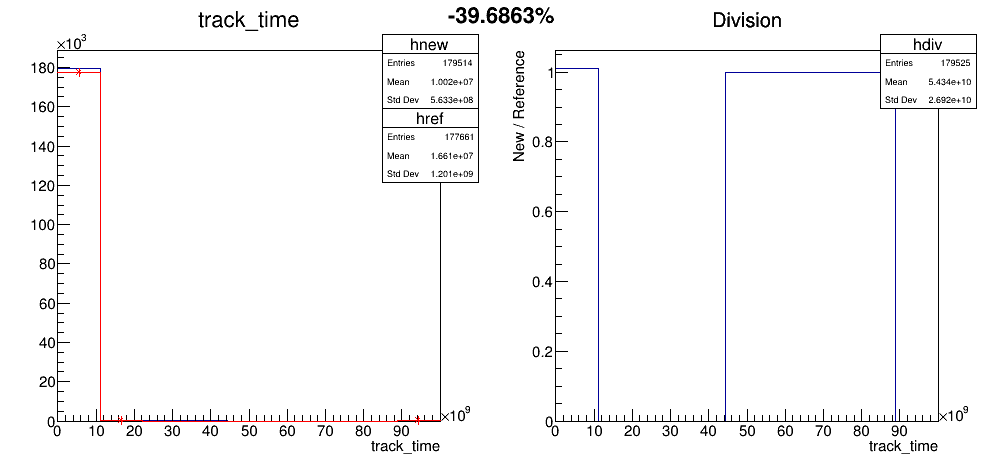 -39.6863%
track_time
×10³
hnew
Entries 179514
Mean 1.002e+07
Std Dev 5.633e+08
href
Entries 177661
Mean 1.661e+07
Std Dev 1.201e+09
180
160
140
120
100
80
60
40
20
0
0 10 20 30 40 50 60 70 80 90
×10⁹
track_time
Division
New / Reference
hdiv
Entries 179525
Mean 5.434e+10
Std Dev 2.692e+10
1
0.8
0.6
0.4
0.2
0
0 10 20 30 40 50 60 70 80 90
×10⁹
track_time